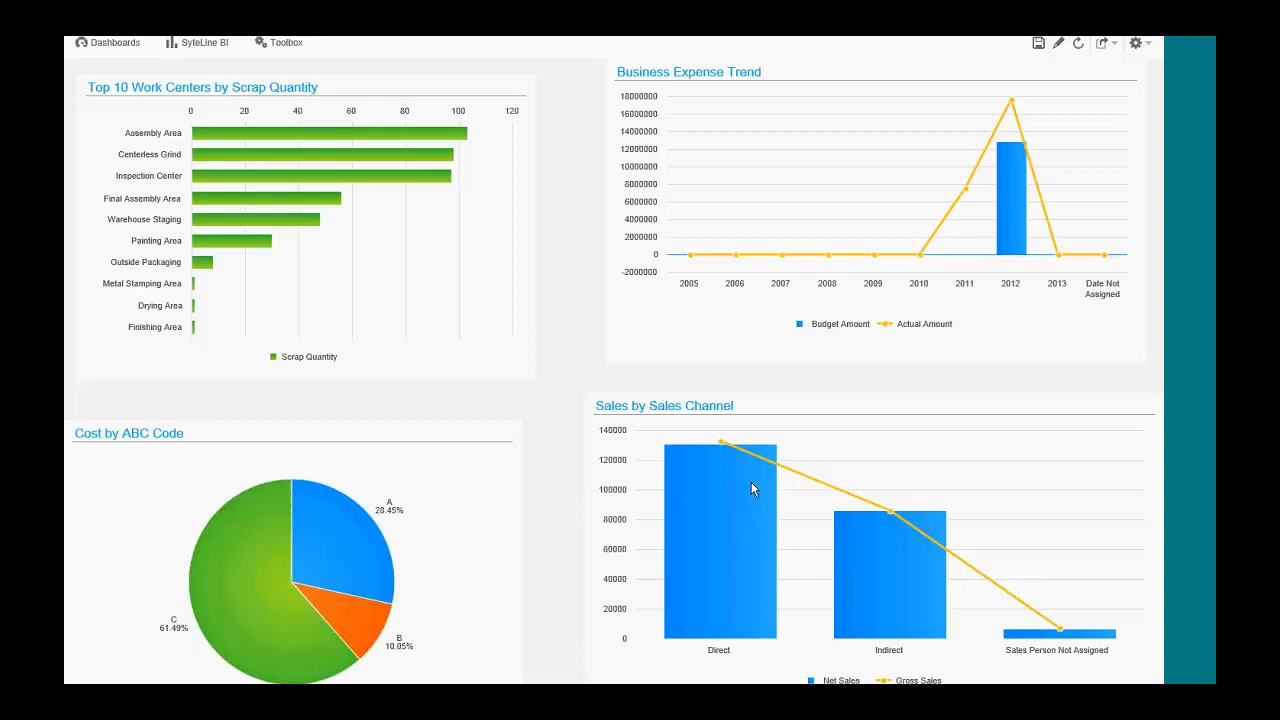 Dashboards SyteLine BI Toolbox
Top 10 Work Centers by Scrap Quantity
0 20 40 60 80 100 120
Assembly Area
Centerless Grind
Inspection Center
Final Assembly Area
Warehouse Staging
Painting Area
Outside Packaging
Metal Stamping Area
Drying Area
Finishing Area
Scrap Quantity
Business Expense Trend
18000000
16000000
14000000
12000000
10000000
8000000
6000000
4000000
2000000
0
-2000000
2005 2006 2007 2008 2009 2010 2011 2012 2013 Date Not
Assigned
Budget Amount Actual Amount
Cost by ABC Code
A
28.45%
C
61.49%
B
10.05%
Sales by Sales Channel
140000
120000
100000
80000
60000
40000
20000
0
Direct Indirect Sales Person Not Assigned
Net Sales Gross Sales